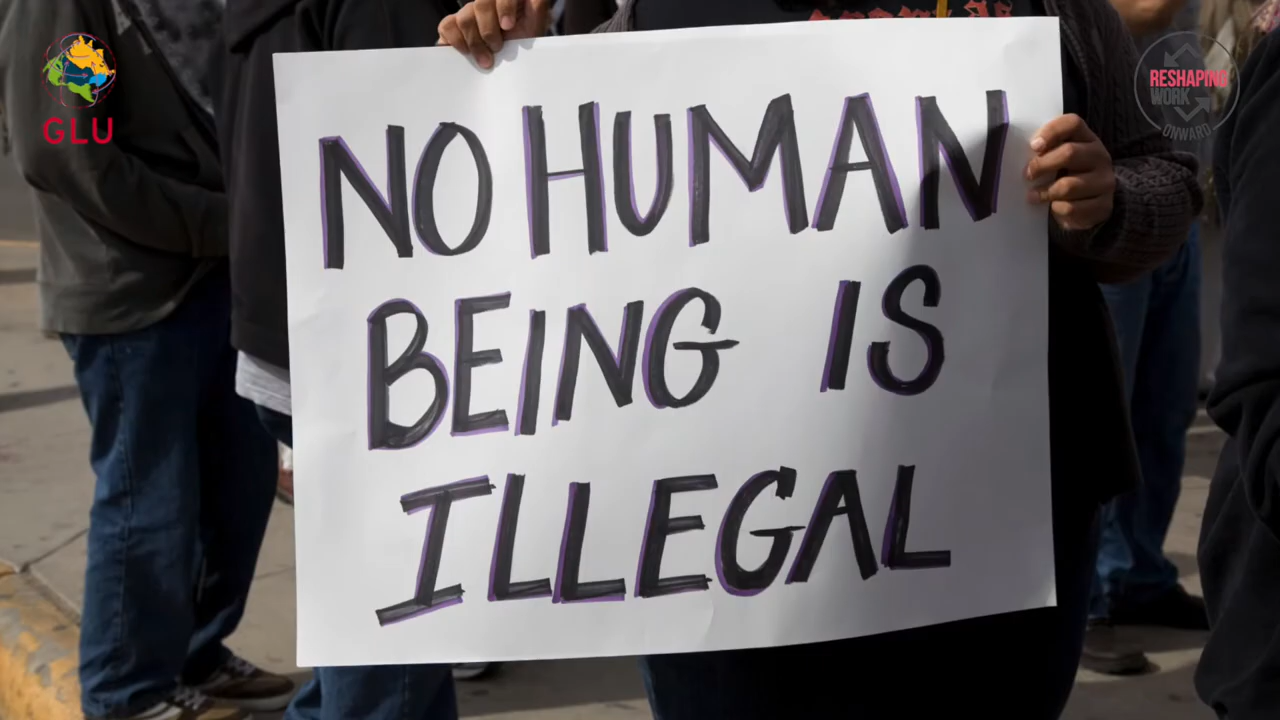 GLU
RESHAPING
WORK
ONWARD
NO HUMAN
BEING IS
ILLEGAL